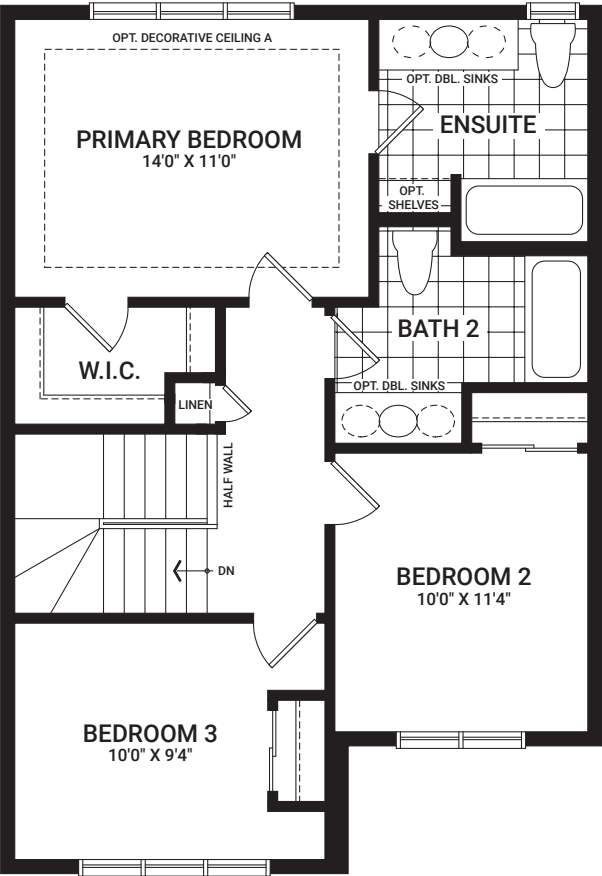 OPT. DECORATIVE CEILING A
PRIMARY BEDROOM
14'0" X 11'0"
OPT. DBL. SINKS
ENSUITE
OPT.
SHELVES
BATH 2
OPT. DBL. SINKS
W.I.C.
LINEN
HALF WALL
DN
BEDROOM 2
10'0" X 11'4"
BEDROOM 3
10'0" X 9'4"